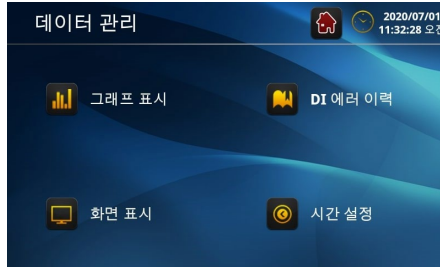 데이터 관리
2020/07/01
11:32:28 오전
그래프 표시
DI 에러 이력
화면 표시
시간 설정